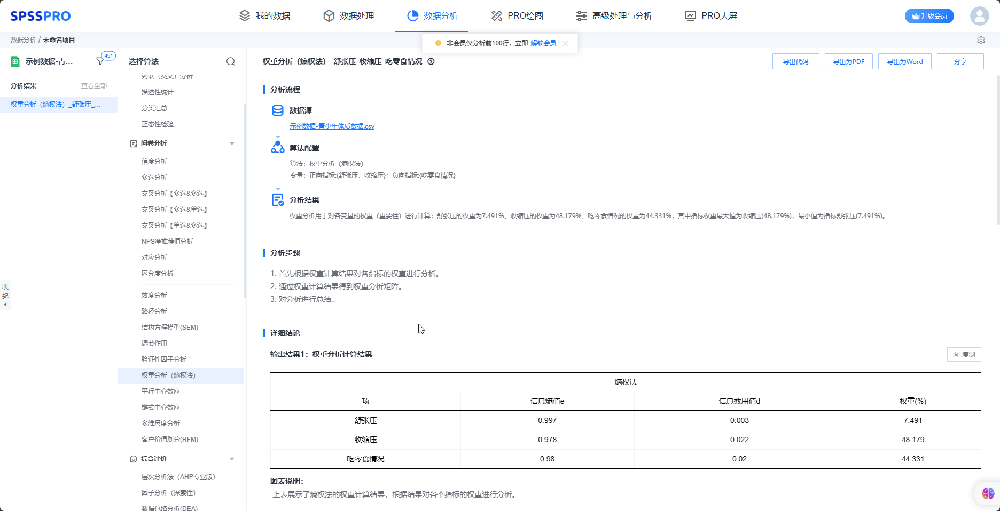 SPSSPRO
我的数据
数据处理
数据分析
PRO绘图
高级处理与分析
PRO大屏
升级会员
数据分析 / 未命名项目
非会员仅分析前100行，立即 解锁会员
示例数据-青...
451
分析结果
查看全部
权重分析（熵权法）_舒张压_...
收起
选择算法
列联（交叉）分析
描述性统计
分类汇总
正态性检验
问卷分析
信度分析
多选分析
交叉分析【多选&多选】
交叉分析【多选&单选】
交叉分析【单选&多选】
NPS净推荐值分析
对应分析
区分度分析
效度分析
路径分析
结构方程模型(SEM)
调节作用
验证性因子分析
权重分析（熵权法）
平行中介效应
链式中介效应
多维尺度分析
客户价值划分(RFM)
综合评价
层次分析法（AHP专业版）
因子分析（探索性）
数据包络分析(DEA)
权重分析（熵权法）_舒张压_收缩压_吃零食情况
导出代码
导出为PDF
导出为Word
分享
分析流程
数据源
示例数据-青少年体质数据.csv
算法配置
算法：权重分析（熵权法）
变量：正向指标:{舒张压，收缩压}；负向指标:{吃零食情况}
分析结果
权重分析用于对各变量的权重（重要性）进行计算：舒张压的权重为7.491%、收缩压的权重为48.179%、吃零食情况的权重为44.331%，其中指标权重最大值为收缩压(48.179%)，最小值为指标舒张压(7.491%)。
分析步骤
1. 首先根据权重计算结果对各指标的权重进行分析。
2. 通过权重计算结果得到权重分析矩阵。
3. 对分析进行总结。
详细结论
输出结果1：权重分析计算结果
复制
熵权法
项 信息熵值e 信息效用值d 权重(%)
舒张压 0.997 0.003 7.491
收缩压 0.978 0.022 48.179
吃零食情况 0.98 0.02 44.331
图表说明：
上表展示了熵权法的权重计算结果，根据结果对各个指标的权重进行分析。